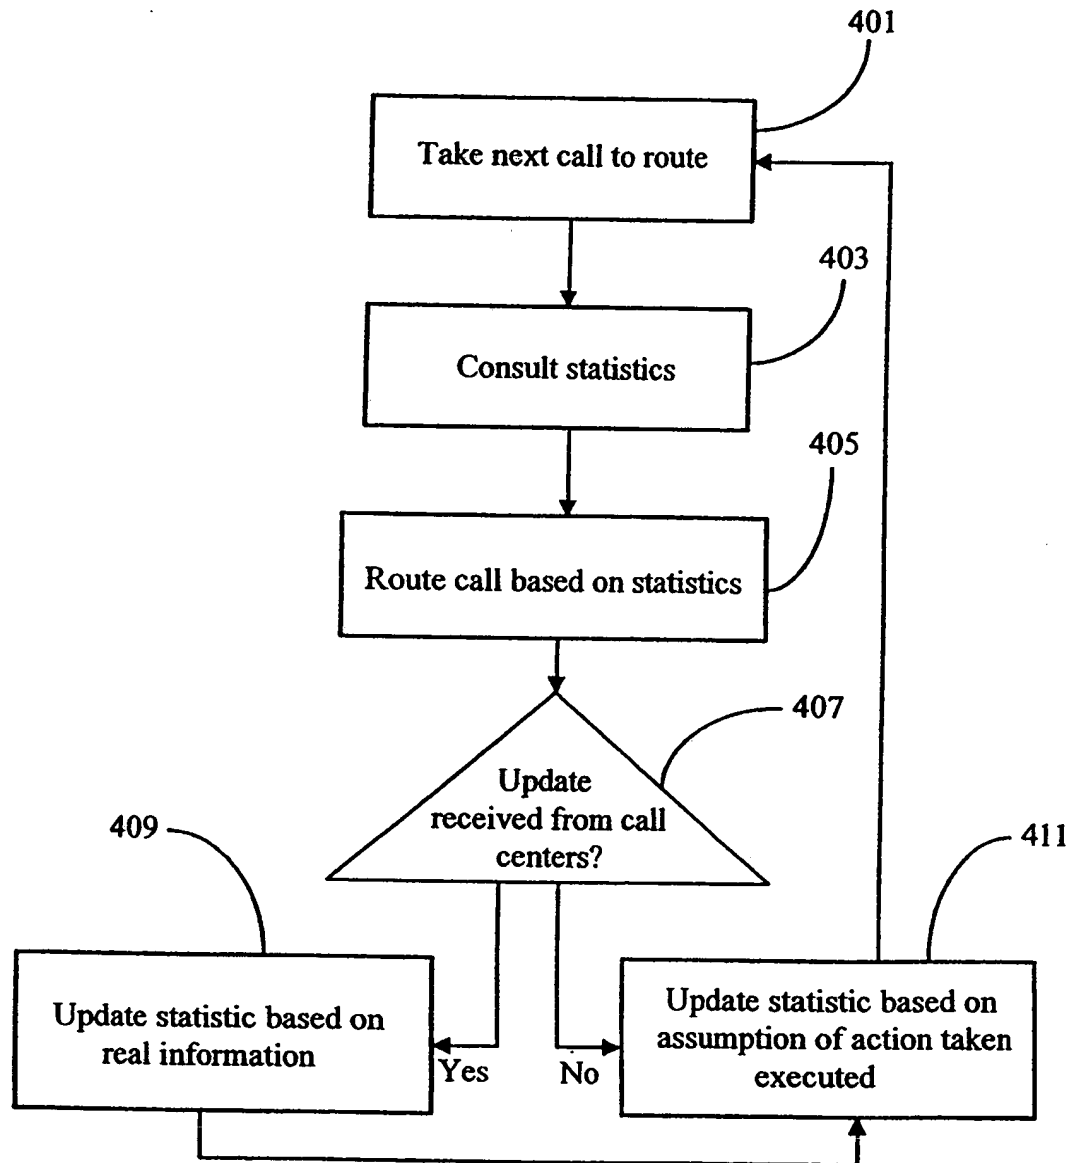 401
Take next call to route
403
Consult statistics
405
Route call based on statistics
407
Update
received from call
centers?
409
411
Update statistic based on
real information
Yes
No
Update statistic based on
assumption of action taken
executed